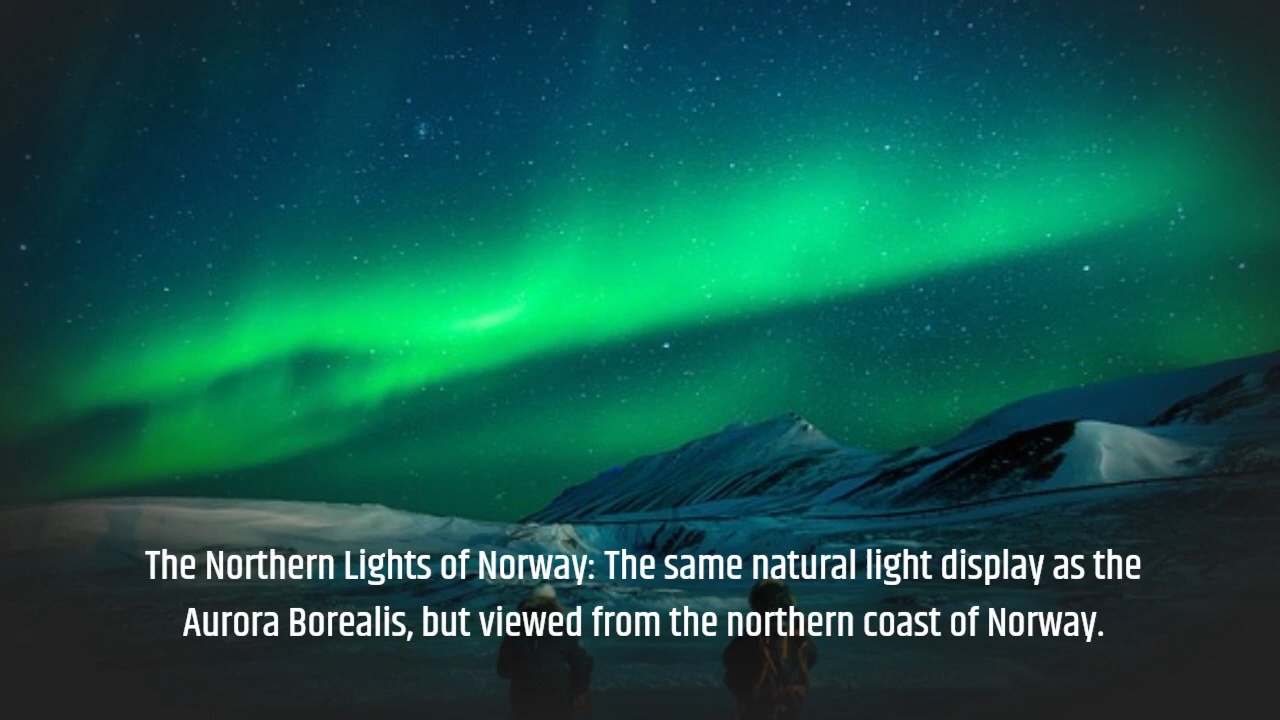 The Northern Lights of Norway: The same natural light display as the
Aurora Borealis, but viewed from the northern coast of Norway.